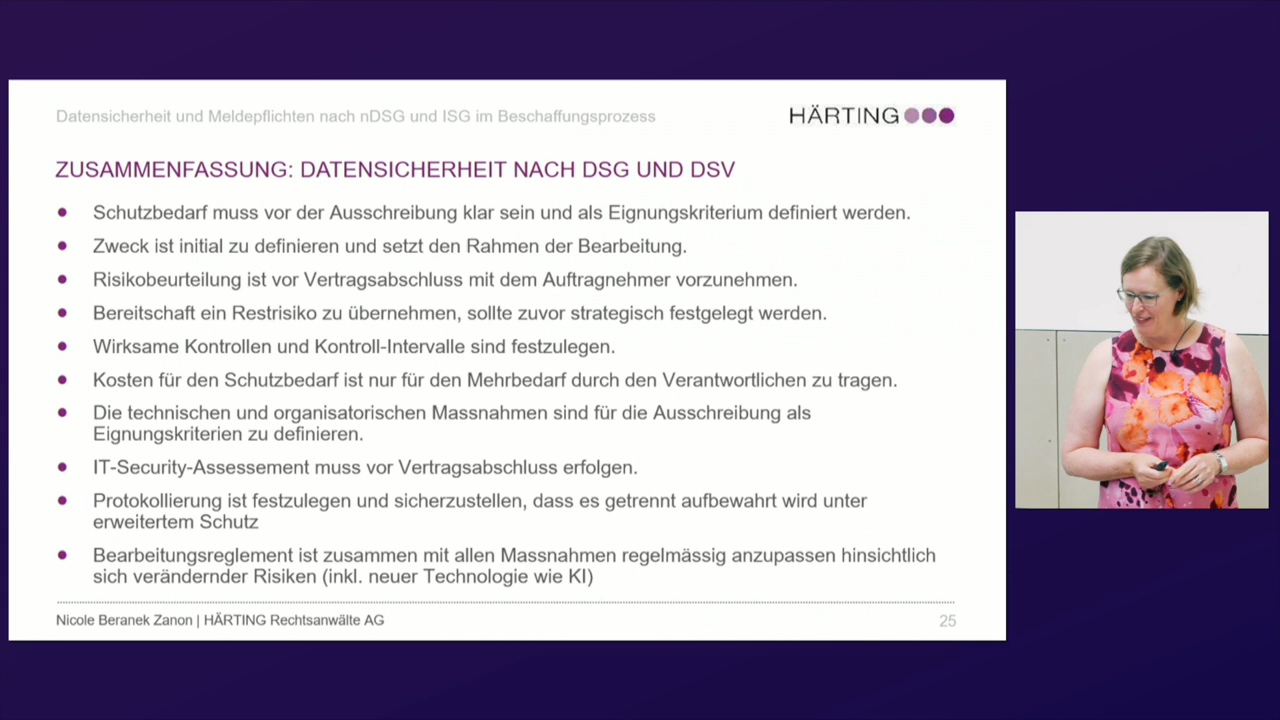 Datensicherheit und Meldepflichten nach nDSG und ISG im Beschaffungsprozess
HÄRTING
ZUSAMMENFASSUNG: DATENSICHERHEIT NACH DSG UND DSV
● Schutzbedarf muss vor der Ausschreibung klar sein und als Eignungskriterium definiert werden.
● Zweck ist initial zu definieren und setzt den Rahmen der Bearbeitung.
● Risikobeurteilung ist vor Vertragsabschluss mit dem Auftragnehmer vorzunehmen.
● Bereitschaft ein Restrisiko zu übernehmen, sollte zuvor strategisch festgelegt werden.
● Wirksame Kontrollen und Kontroll-Intervalle sind festzulegen.
● Kosten für den Schutzbedarf ist nur für den Mehrbedarf durch den Verantwortlichen zu tragen.
● Die technischen und organisatorischen Massnahmen sind für die Ausschreibung als
Eignungskriterien zu definieren.
● IT-Security-Assessement muss vor Vertragsabschluss erfolgen.
● Protokollierung ist festzulegen und sicherzustellen, dass es getrennt aufbewahrt wird unter
erweitertem Schutz
● Bearbeitungsreglement ist zusammen mit allen Massnahmen regelmässig anzupassen hinsichtlich
sich verändernder Risiken (inkl. neuer Technologie wie KI)
Nicole Beranek Zanon | HÄRTING Rechtsanwälte AG
25